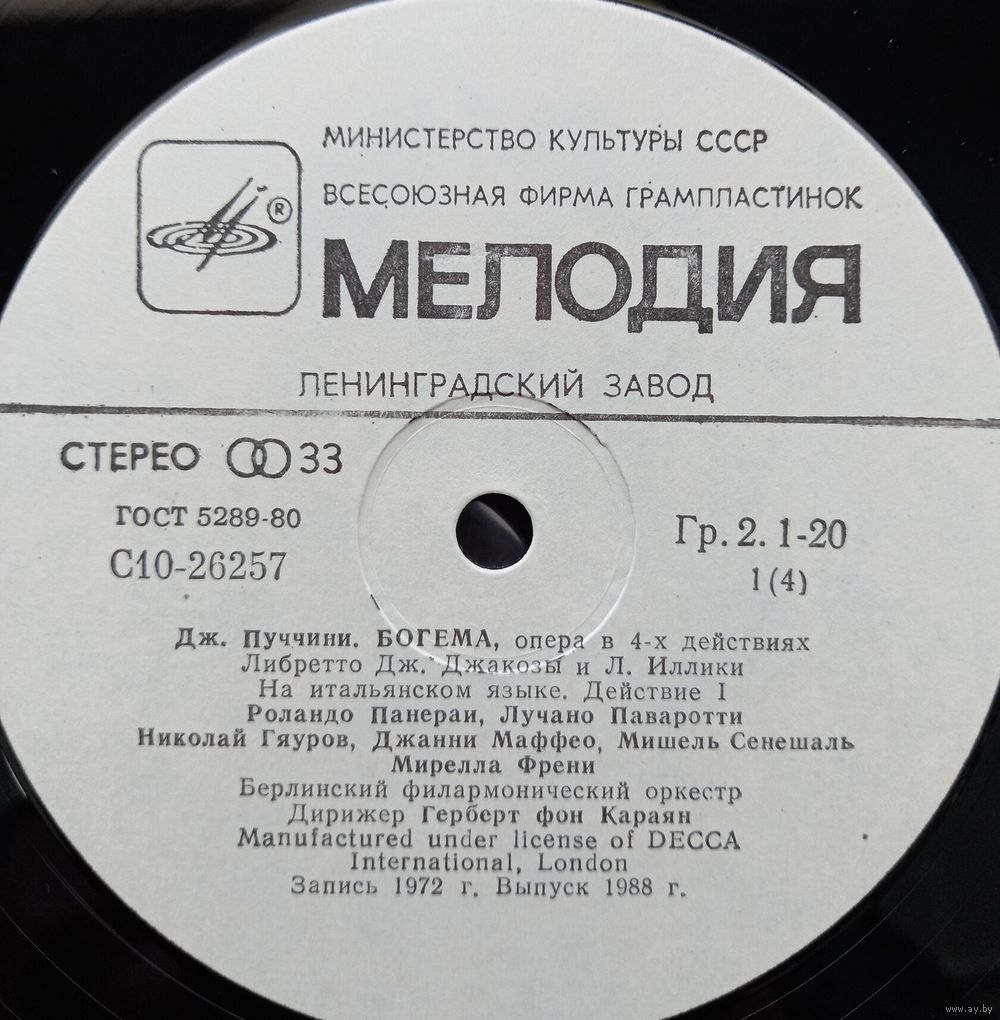 МИНИСТЕРСТВО КУЛЬТУРЫ СССР
ВСЕСОЮЗНАЯ ФИРМА ГРАМПЛАСТИНОК
®
МЕЛОДИЯ
ЛЕНИНГРАДСКИЙ ЗАВОД
СТЕРЕО 33
ГОСТ 5289-80
С10-26257
Гр. 2. 1-20
1(4)
Дж. Пуччини. БОГЕМА, опера в 4-х действиях
Либретто Дж. Джакозы и Л. Иллики
На итальянском языке. Действие I
Роландо Панераи, Лучано Паваротти
Николай Гяуров, Джанни Маффео, Мишель Сенешаль
Мирелла Френи
Берлинский филармонический оркестр
Дирижер Герберт фон Караян
Manufactured under license of DECCA
International, London
Запись 1972 г. Выпуск 1988 г.
www.ay.by